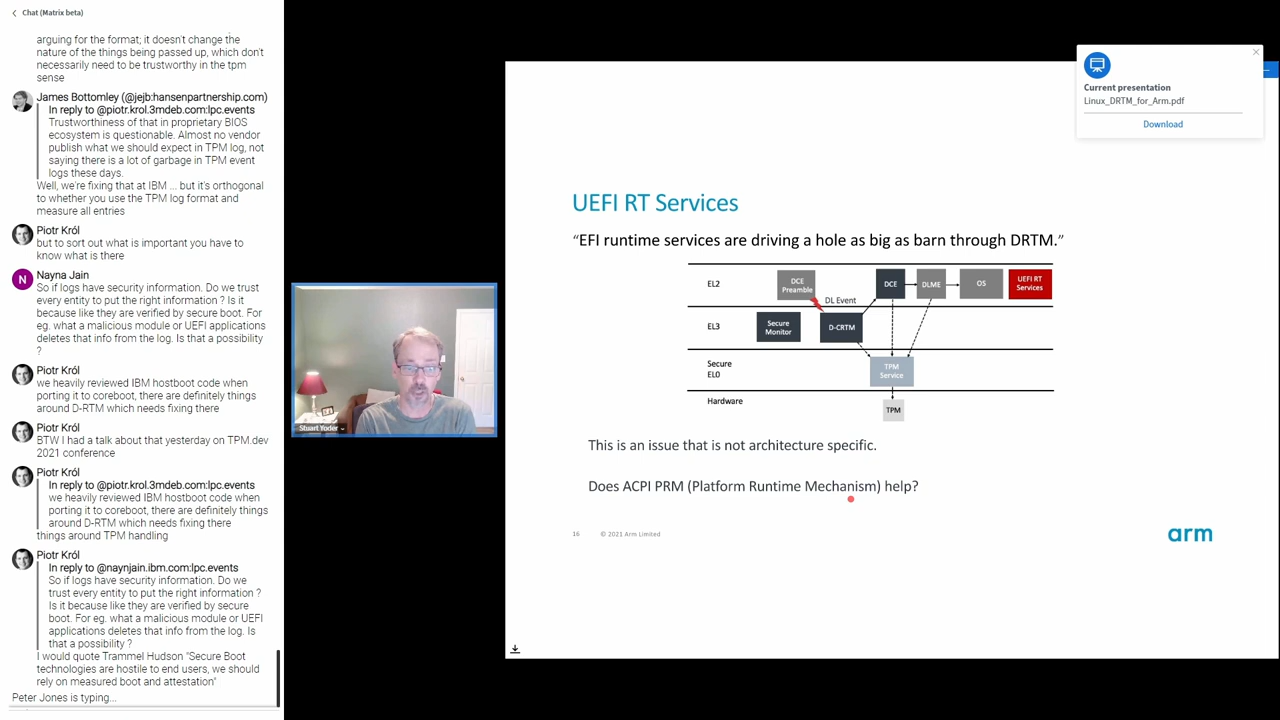 Chat (Matrix beta)
arguing for the format; it doesn't change the
nature of the things being passed up, which don't
necessarily need to be trustworthy in the tpm
sense
James Bottomley (@jejb:hansenpartnership.com)
In reply to @piotr.krol.3mdeb.com:lpc.events
Trustworthiness of that in proprietary BIOS
ecosystem is questionable. Almost no vendor
publish what we should expect in TPM log, not
saying there is a lot of garbage in TPM event
logs these days.
Well, we're fixing that at IBM ... but it's orthogonal
to whether you use the TPM log format and
measure all entries
Piotr Król
but to sort out what is important you have to
know what is there
N
Nayna Jain
So if logs have security information. Do we
trust every entity to put the right information ? Is it
because like they are verified by secure boot. For
eg. what a malicious module or UEFI applications
deletes that info from the log. Is that a possibility
?
Piotr Król
we heavily reviewed IBM hostboot code when
porting it to coreboot, there are definitely things
around D-RTM which needs fixing there
Piotr Król
BTW I had a talk about that yesterday on TPM.dev
2021 conference
Piotr Król
In reply to @piotr.krol.3mdeb.com:lpc.events
we heavily reviewed IBM hostboot code when
porting it to coreboot, there are definitely things
around D-RTM which needs fixing there
things around TPM handling
Piotr Król
In reply to @naynjain.ibm.com:lpc.events
So if logs have security information. Do we
trust every entity to put the right information ?
Is it because like they are verified by secure
boot. For eg. what a malicious module or UEFI
applications deletes that info from the log. Is
that a possibility ?
I would quote Trammel Hudson "Secure Boot
technologies are hostile to end users, we should
rely on measured boot and attestation"
Peter Jones is typing...
Stuart Yoder
Current presentation
Linux_DRTM_for_Arm.pdf
Download
UEFI RT Services
“EFI runtime services are driving a hole as big as barn through DRTM.”
EL2
DCE
Preamble
DL Event
DCE
DLME
OS
UEFI RT
Services
EL3
Secure
Monitor
D-CRTM
Secure
EL0
TPM
Service
Hardware
TPM
This is an issue that is not architecture specific.
Does ACPI PRM (Platform Runtime Mechanism) help?
16 © 2021 Arm Limited
arm